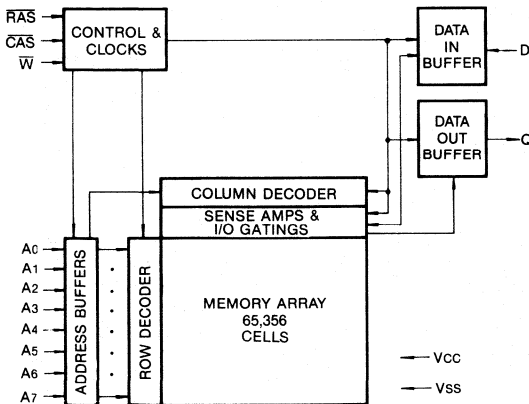 RAS
CAS
W
CONTROL &
CLOCKS
DATA
IN
BUFFER
D
DATA
OUT
BUFFER
Q
COLUMN DECODER
SENSE AMPS &
I/O GATINGS
A0
A1
A2
A3
A4
A5
A6
A7
ADDRESS BUFFERS
ROW DECODER
MEMORY ARRAY
65,356
CELLS
VCC
VSS